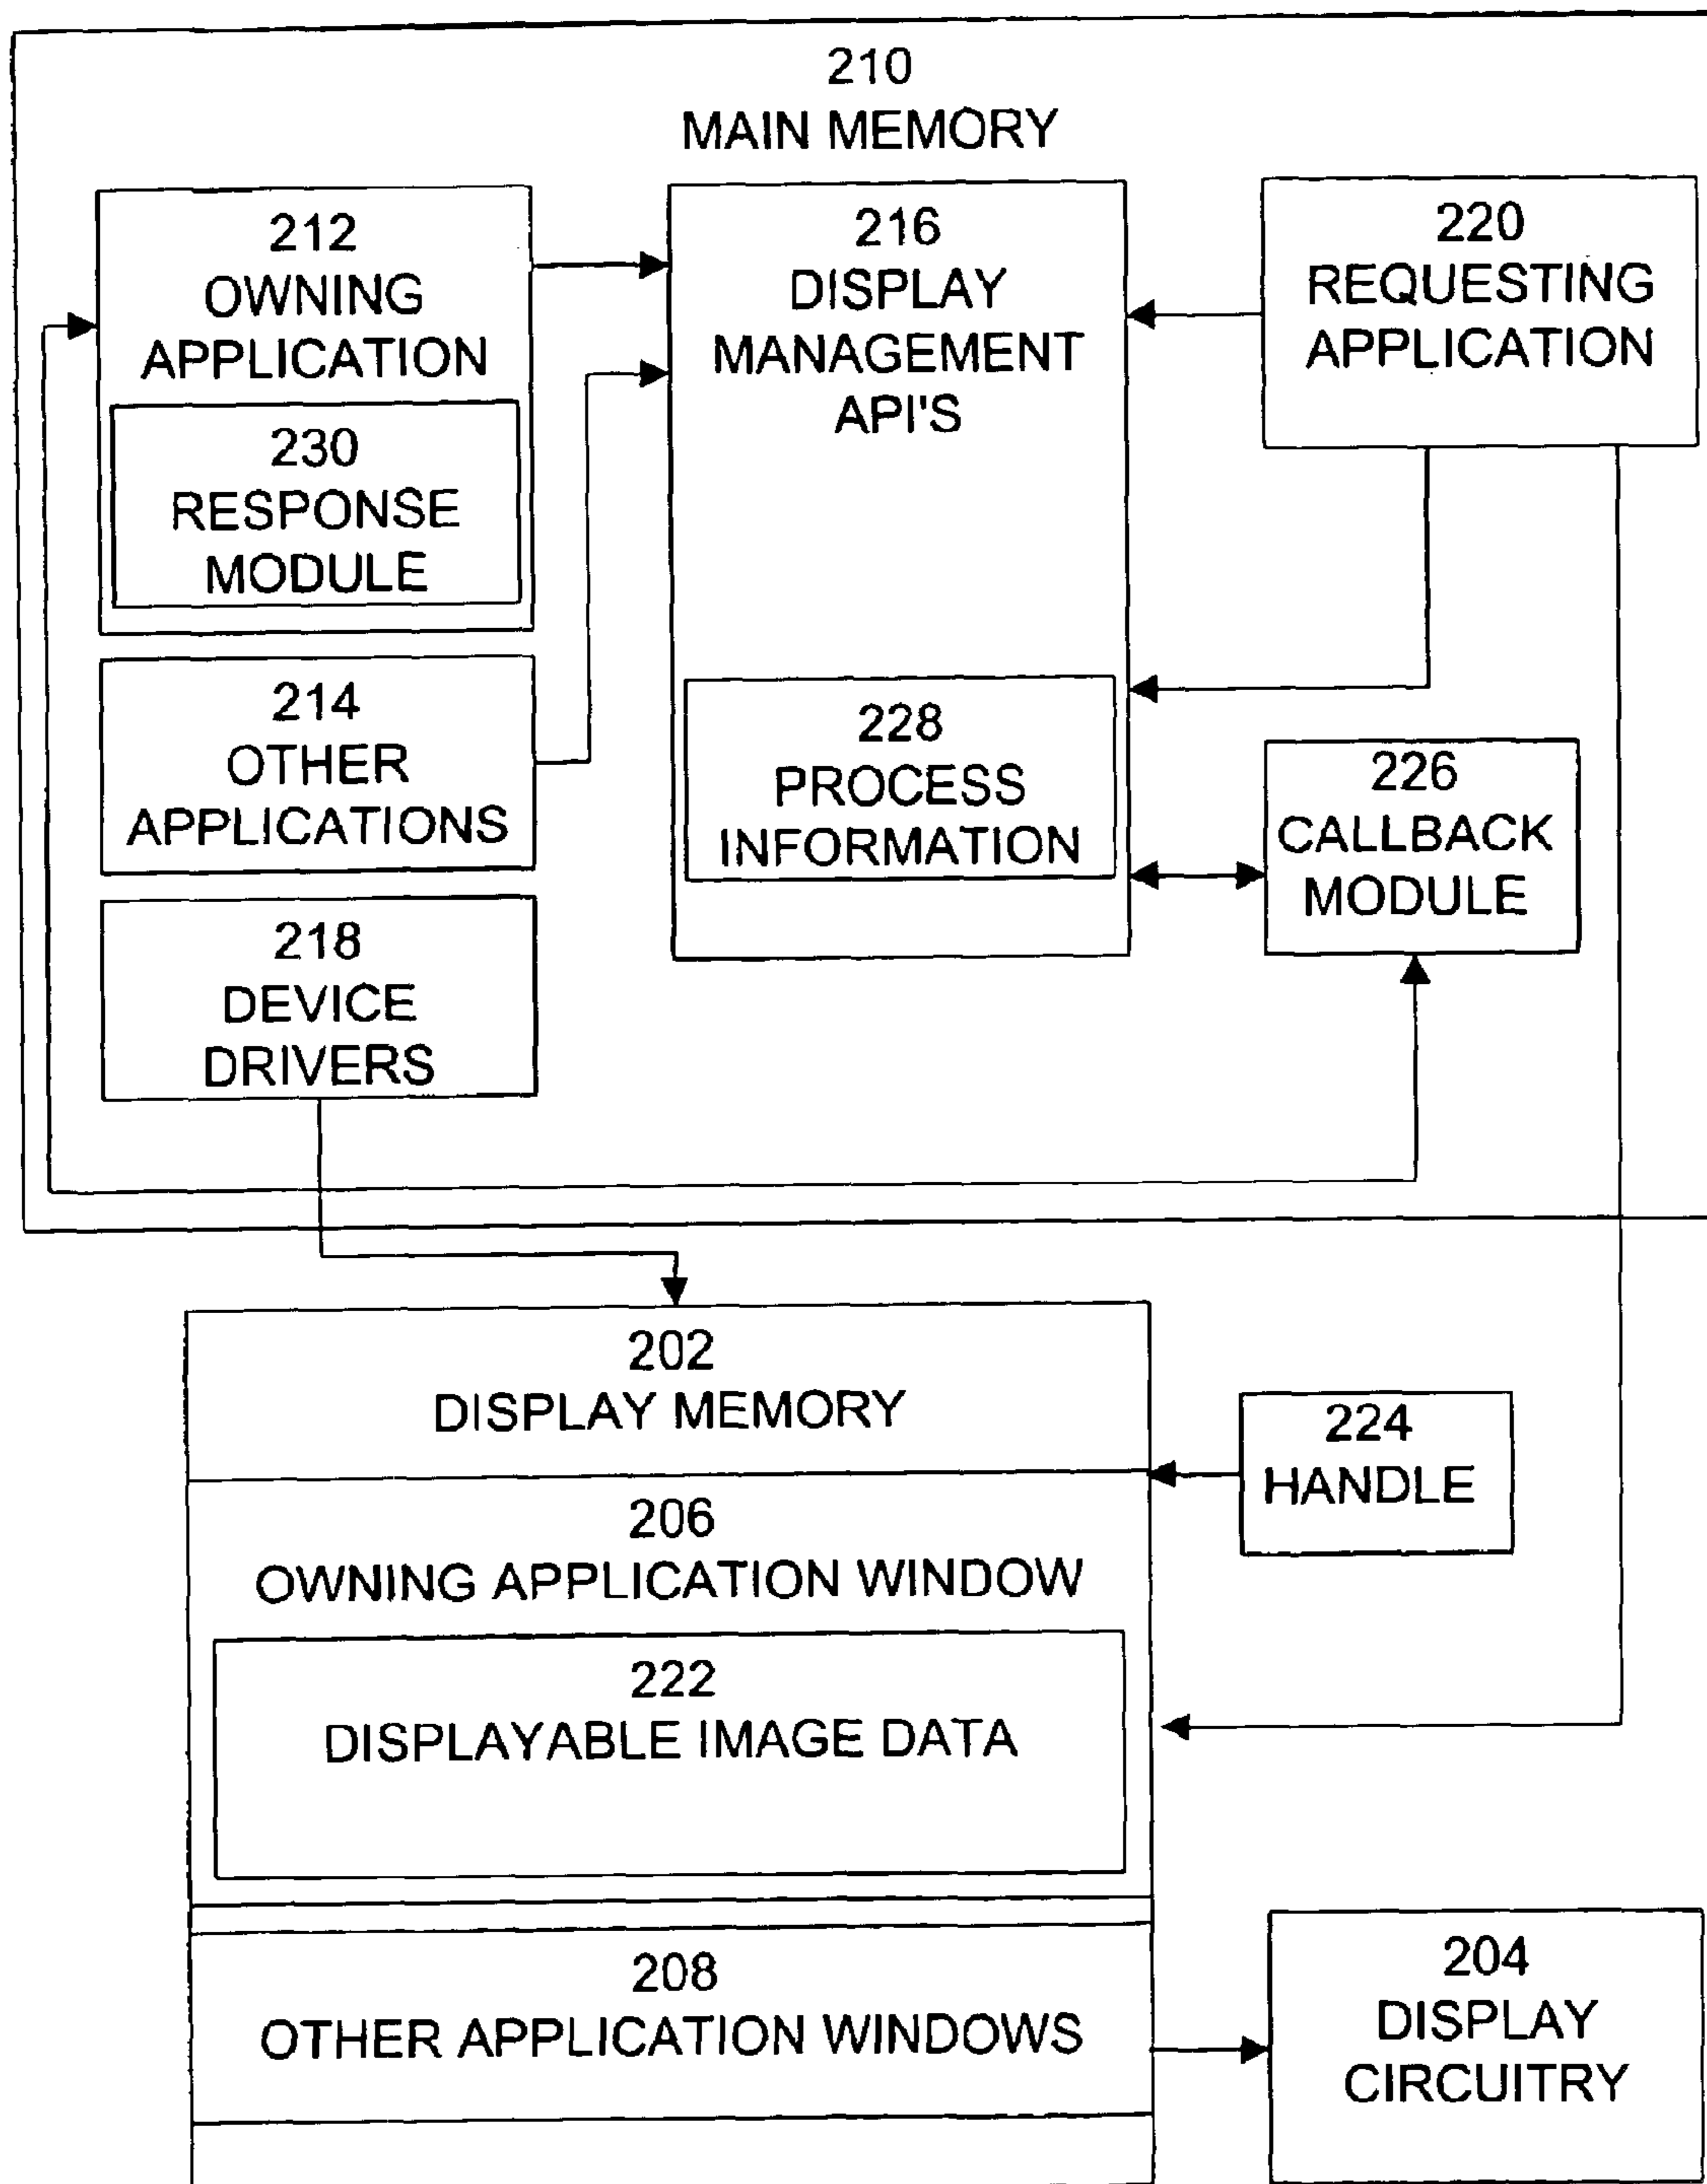 210
MAIN MEMORY
212
OWNING
APPLICATION
230
RESPONSE
MODULE
214
OTHER
APPLICATIONS
218
DEVICE
DRIVERS
216
DISPLAY
MANAGEMENT
API'S
228
PROCESS
INFORMATION
220
REQUESTING
APPLICATION
226
CALLBACK
MODULE
202
DISPLAY MEMORY
224
HANDLE
206
OWNING APPLICATION WINDOW
222
DISPLAYABLE IMAGE DATA
208
OTHER APPLICATION WINDOWS
204
DISPLAY
CIRCUITRY